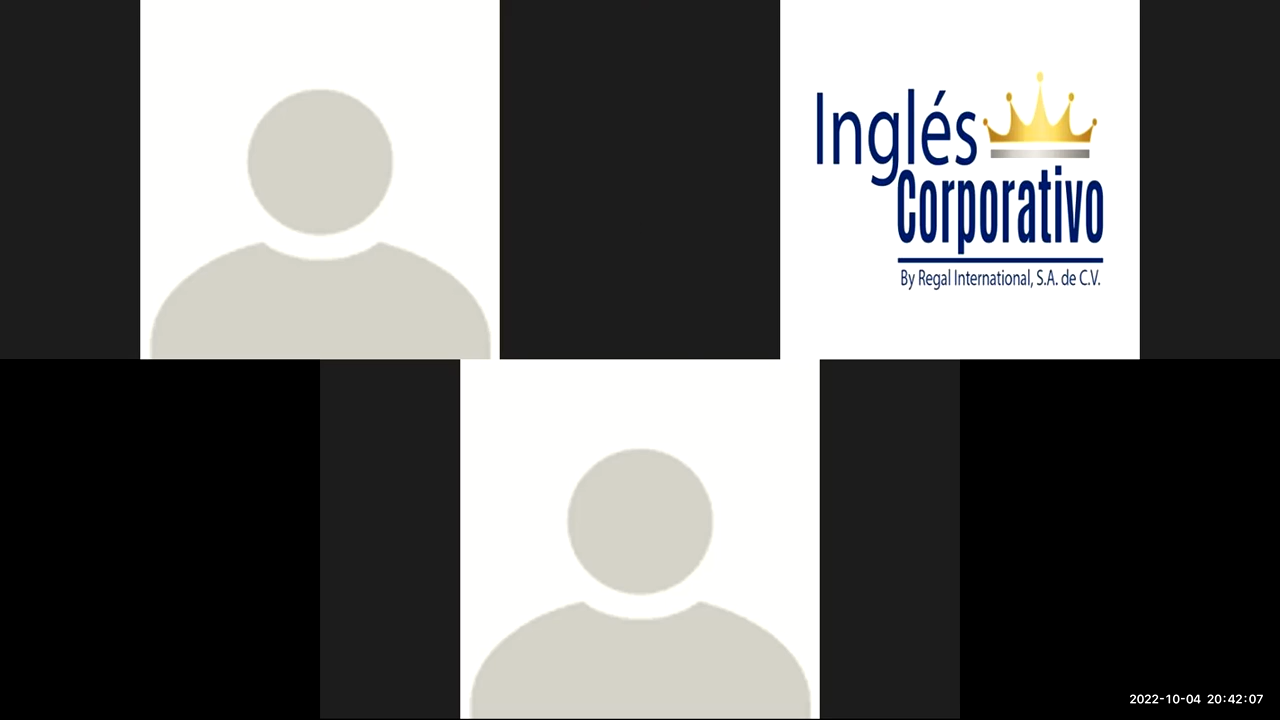 Inglés
Corporativo
By Regal International, S.A. de C.V.
2022-10-04 20:42:07